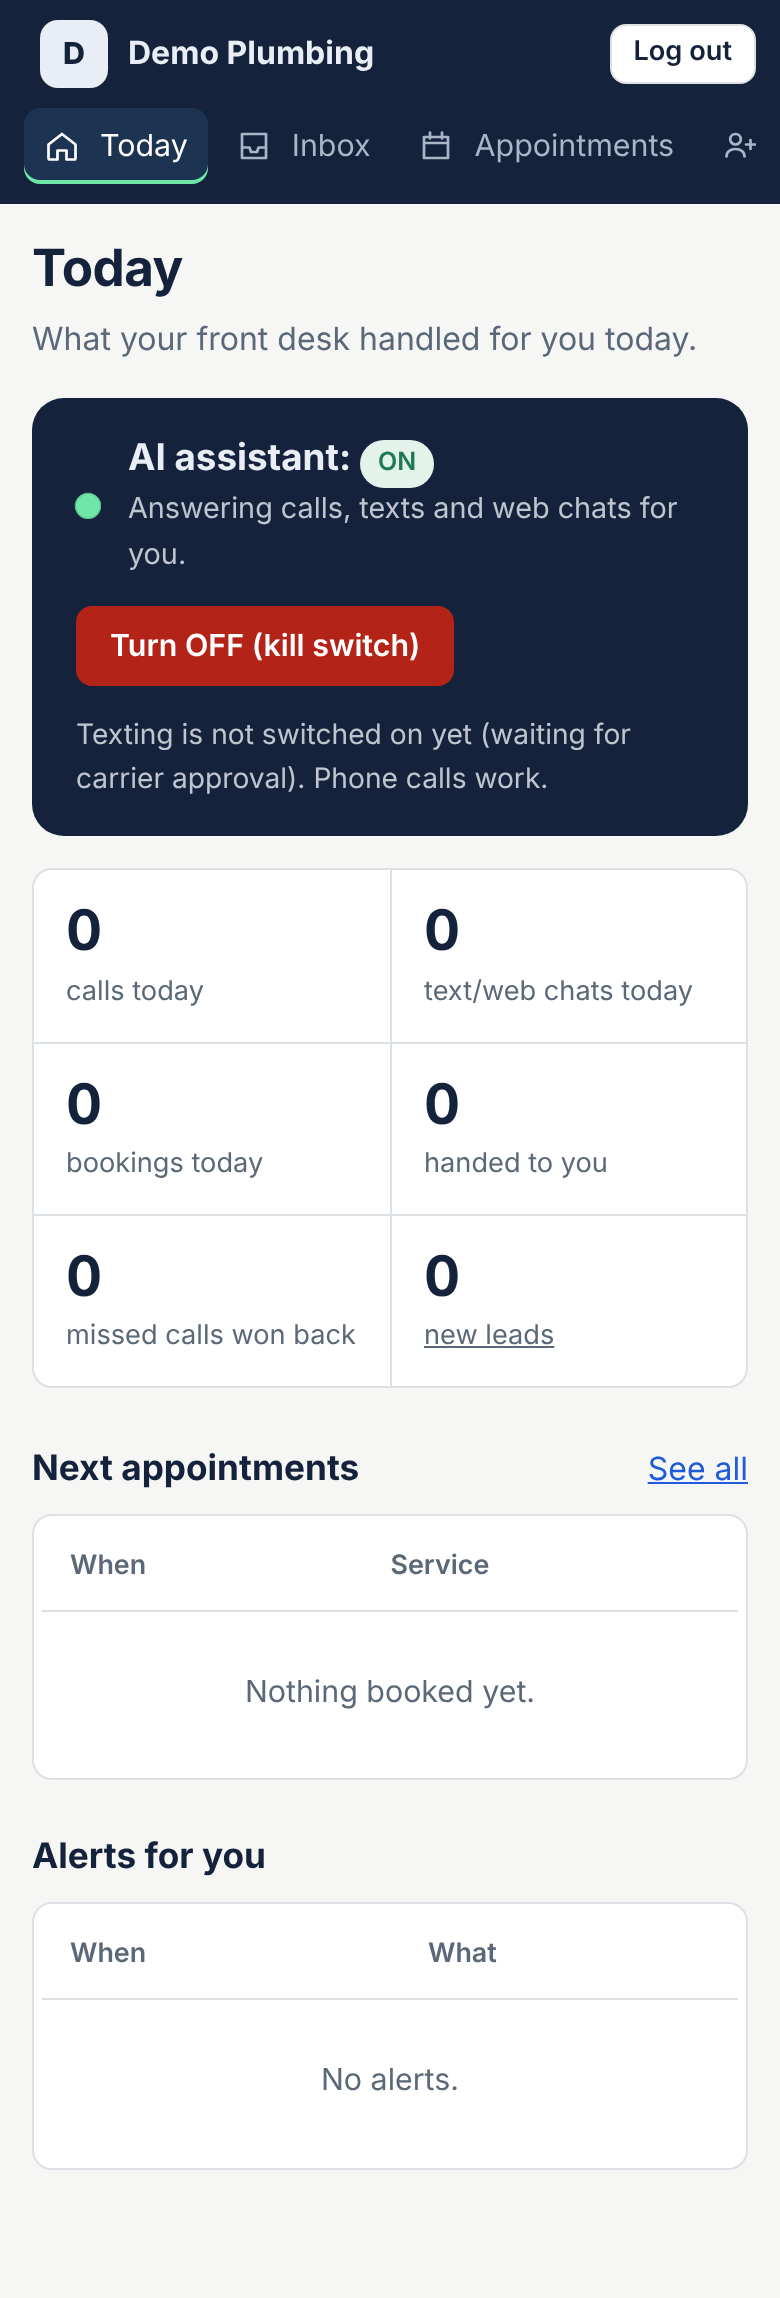 D
Demo Plumbing
Log out
Today
Inbox
Appointments
Today
What your front desk handled for you today.
AI assistant: ON
Answering calls, texts and web chats for
you.
Turn OFF (kill switch)
Texting is not switched on yet (waiting for
carrier approval). Phone calls work.
0
calls today
0
text/web chats today
0
bookings today
0
handed to you
0
missed calls won back
0
new leads
Next appointments
See all
When
Service
Nothing booked yet.
Alerts for you
When
What
No alerts.